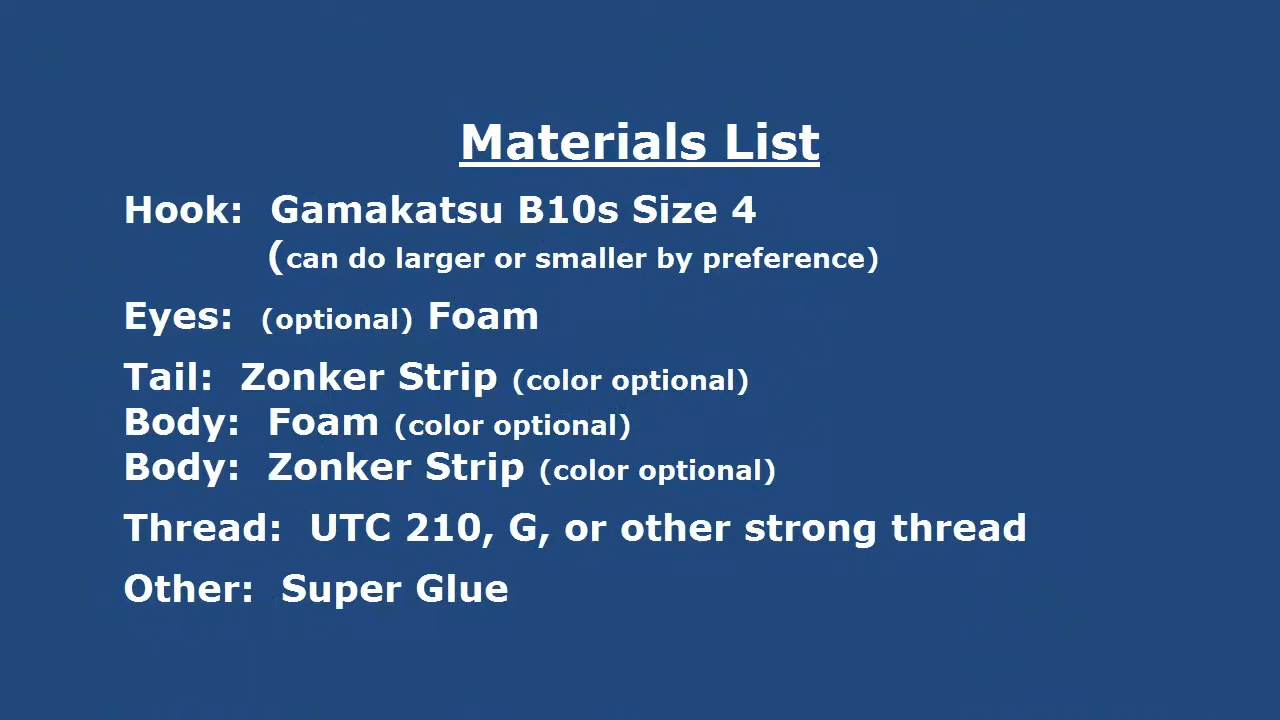 Materials List
Hook:  Gamakatsu B10s Size 4
(can do larger or smaller by preference)
Eyes:  (optional) Foam
Tail:  Zonker Strip (color optional)
Body:  Foam (color optional)
Body:  Zonker Strip (color optional)
Thread:  UTC 210, G, or other strong thread
Other:  Super Glue